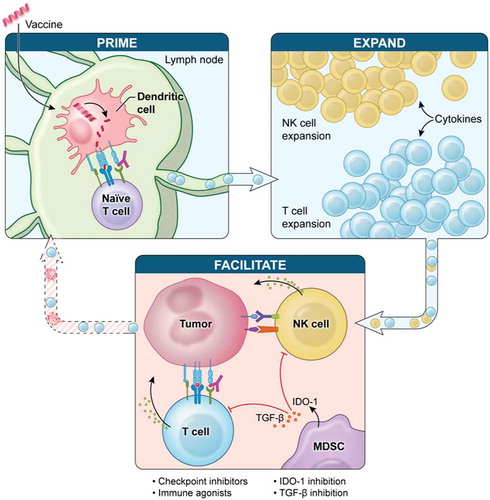 Vaccine
PRIME
Lymph node
Dendritic
cell
Naïve
T cell
EXPAND
NK cell
expansion
Cytokines
T cell
expansion
FACILITATE
Tumor
NK cell
IDO-1
TGF-β
T cell
MDSC
• Checkpoint inhibitors
• Immune agonists
• IDO-1 inhibition
• TGF-β inhibition